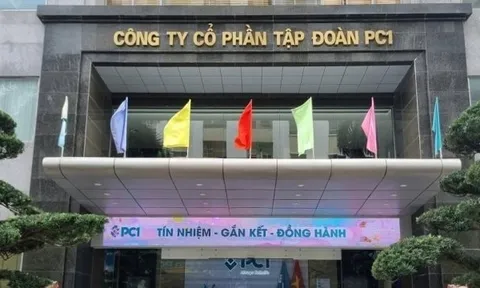 CÔNG TY CỔ PHẦN TẬP ĐOÀN PC1
PC1 TÍN NHIỆM - GẮN KẾT - ĐỒNG HÀNH
PC1